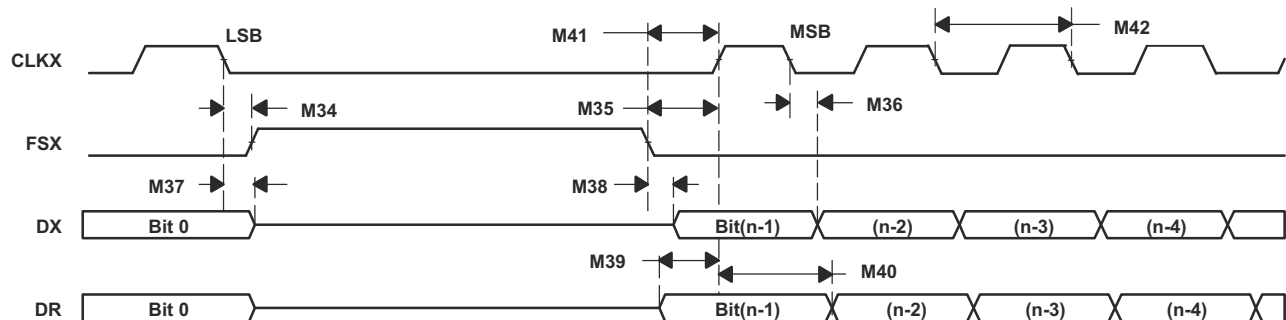 LSB
M41
MSB
M42
CLKX
M34
M35
M36
FSX
M37
M38
DX
Bit 0
Bit(n-1)
(n-2)
(n-3)
(n-4)
M39
M40
DR
Bit 0
Bit(n-1)
(n-2)
(n-3)
(n-4)